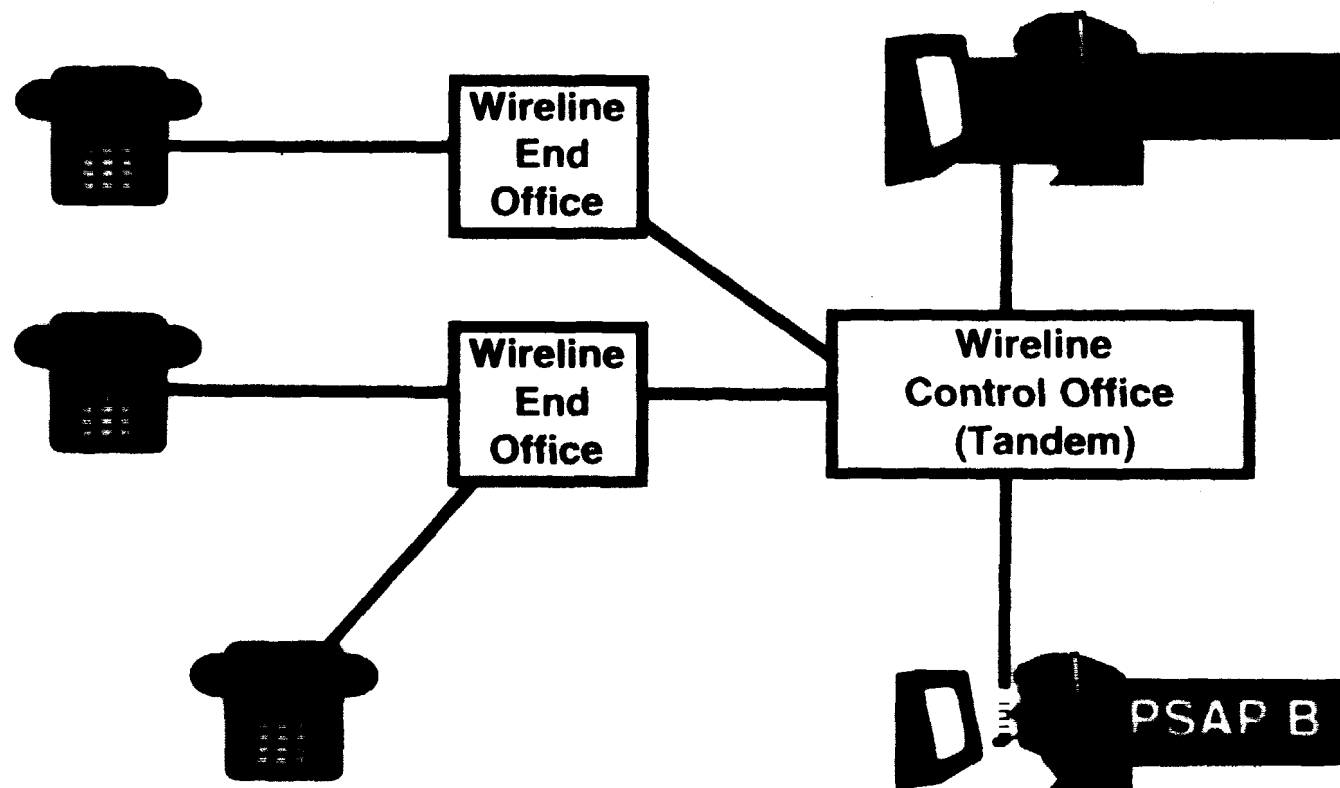 Wireline
End
Office
Wireline
End
Office
Wireline
Control Office
(Tandem)
PSAP B